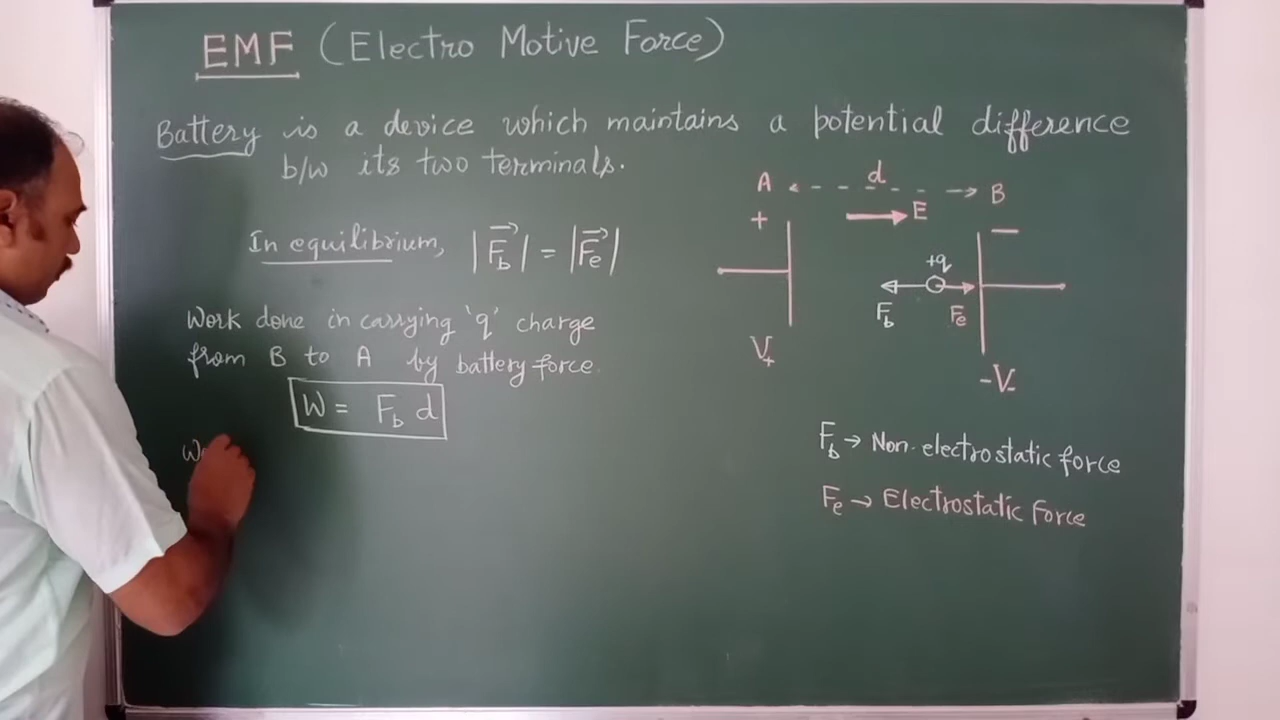 EMF (Electro Motive Force)
Battery is a device which maintains a potential difference
b/w its two terminals.
A d B
+ E −
In equilibrium, |F⃗b| = |F⃗e|
+q
Fb Fe
Work done in carrying 'q' charge
from B to A by battery force
V+
-V-
W = Fb d
Fb → Non-electrostatic force
Fe → Electrostatic Force